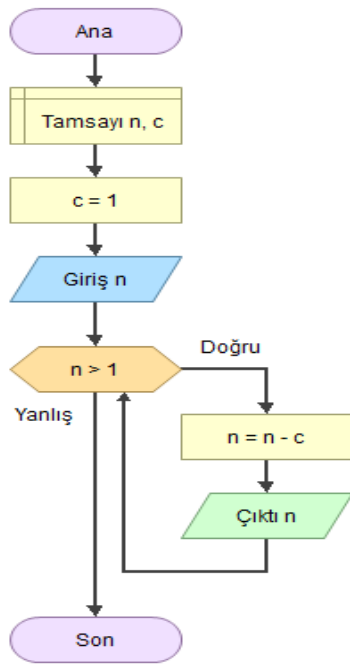 Ana
Tamsayı n, c
c = 1
Giriş n
n > 1
Doğru
Yanlış
n = n - c
Çıktı n
Son